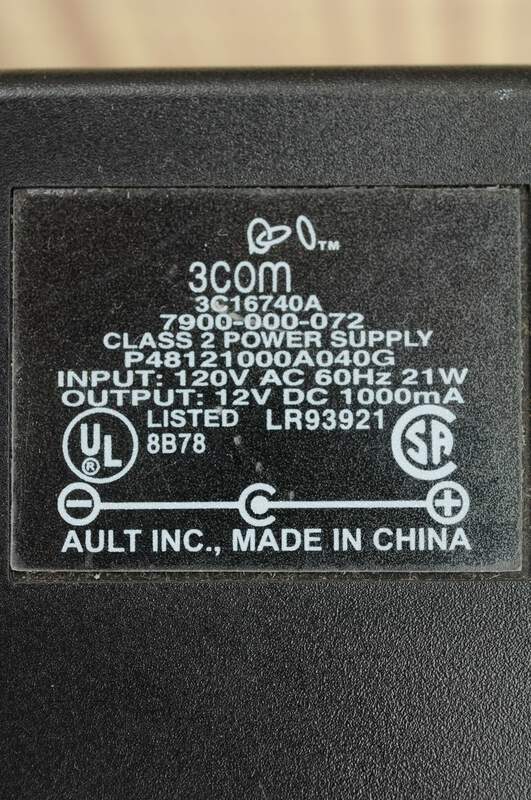 TM
3COM
3C16740A
7900-000-072
CLASS 2 POWER SUPPLY
P48121000A040G
INPUT: 120V AC 60Hz 21W
OUTPUT: 12V DC 1000mA
UL ® LISTED LR93921 SA
8B78
AULT INC., MADE IN CHINA